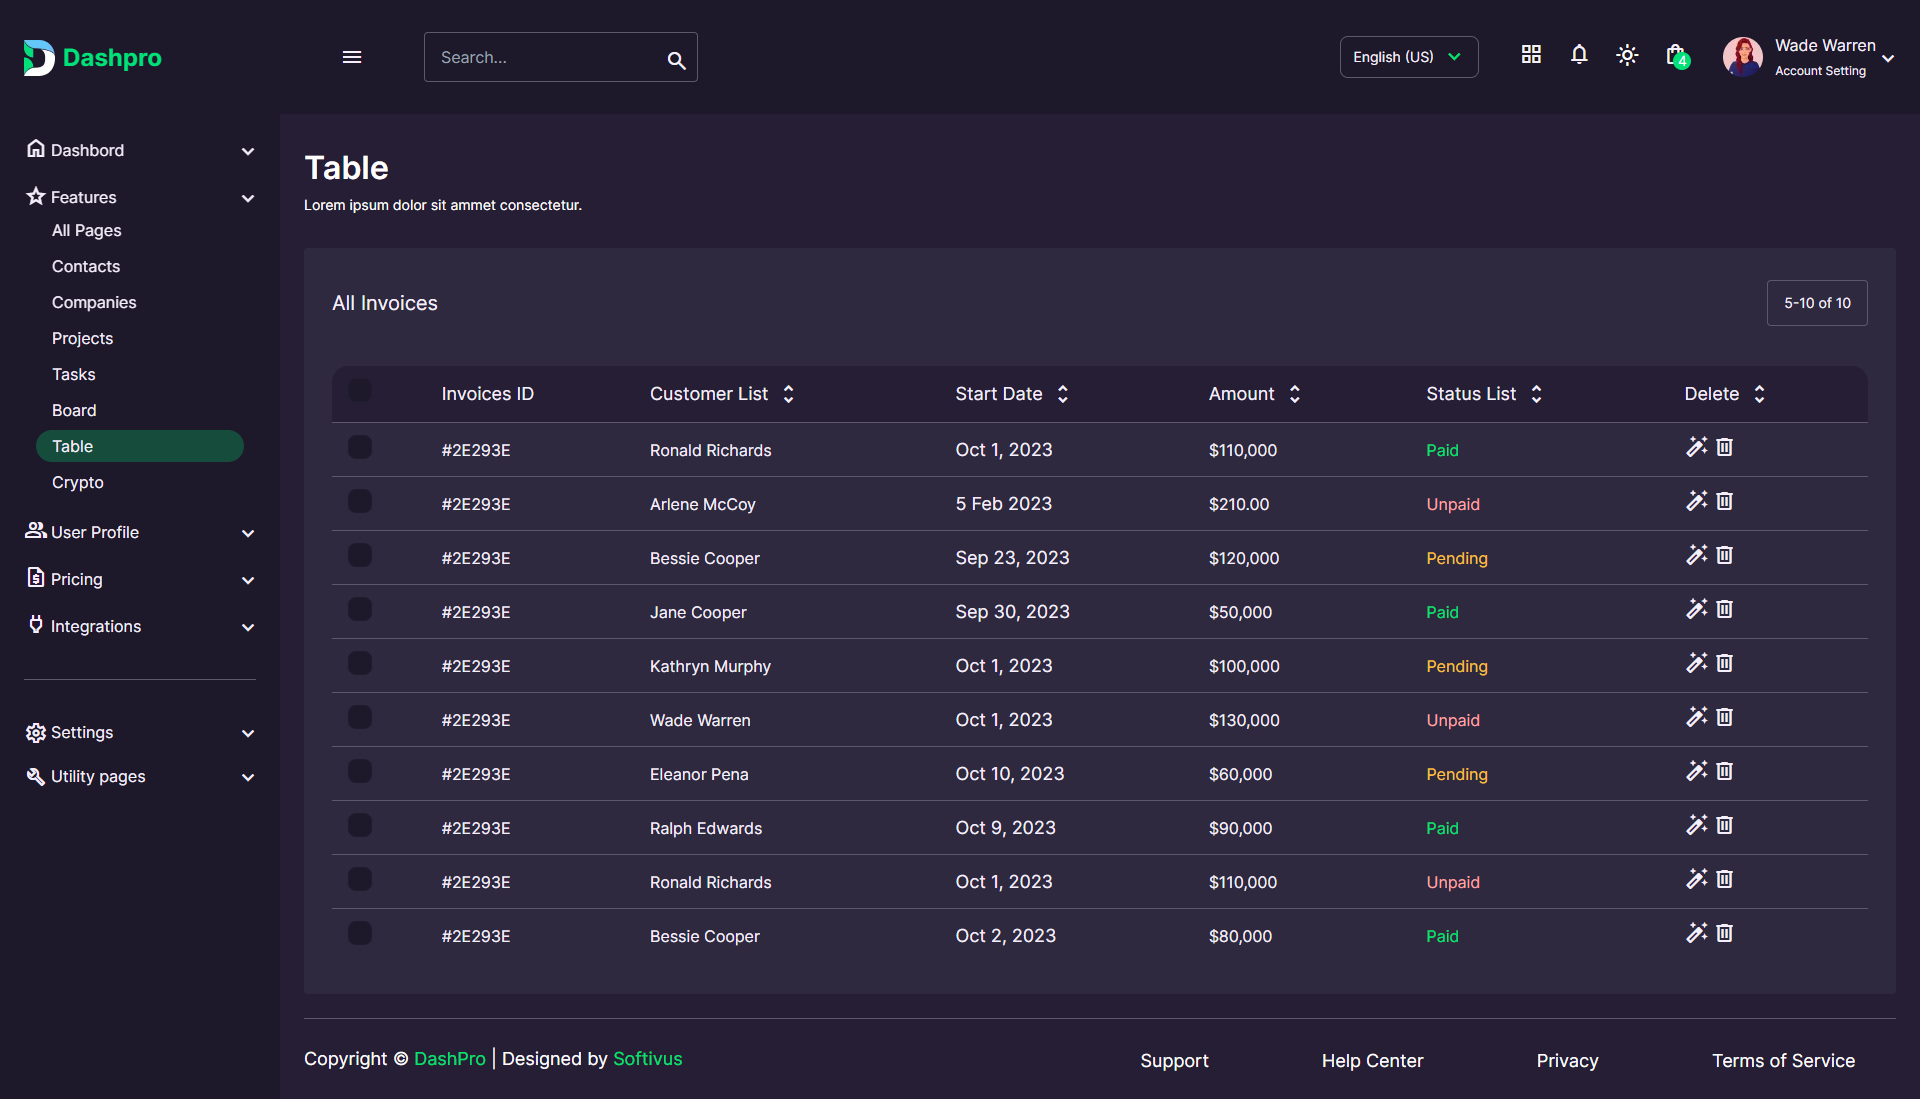 Dashpro
Search...
English (US)
4
Wade Warren
Account Setting
Dashbord
Features
All Pages
Contacts
Companies
Projects
Tasks
Board
Table
Crypto
User Profile
Pricing
Integrations
Settings
Utility pages
Table
Lorem ipsum dolor sit ammet consectetur.
All Invoices
5-10 of 10
Invoices ID Customer List Start Date Amount Status List Delete
#2E293E Ronald Richards Oct 1, 2023 $110,000 Paid
#2E293E Arlene McCoy 5 Feb 2023 $210.00 Unpaid
#2E293E Bessie Cooper Sep 23, 2023 $120,000 Pending
#2E293E Jane Cooper Sep 30, 2023 $50,000 Paid
#2E293E Kathryn Murphy Oct 1, 2023 $100,000 Pending
#2E293E Wade Warren Oct 1, 2023 $130,000 Unpaid
#2E293E Eleanor Pena Oct 10, 2023 $60,000 Pending
#2E293E Ralph Edwards Oct 9, 2023 $90,000 Paid
#2E293E Ronald Richards Oct 1, 2023 $110,000 Unpaid
#2E293E Bessie Cooper Oct 2, 2023 $80,000 Paid
Copyright © DashPro | Designed by Softivus
Support Help Center Privacy Terms of Service